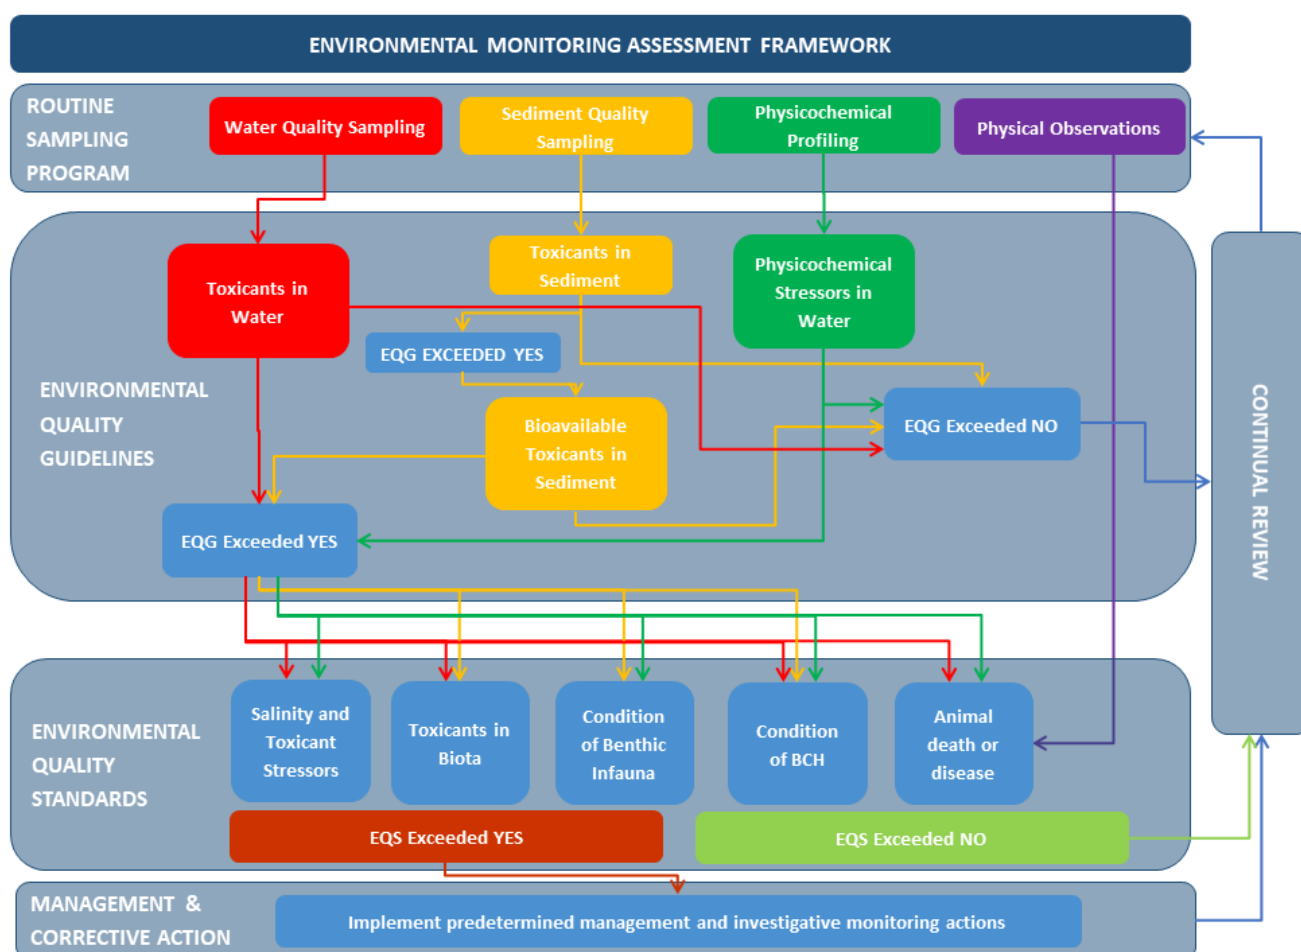 ENVIRONMENTAL MONITORING ASSESSMENT FRAMEWORK
ROUTINE
SAMPLING
PROGRAM
Water Quality Sampling
Sediment Quality
Sampling
Physicochemical
Profiling
Physical Observations
ENVIRONMENTAL
QUALITY
GUIDELINES
Toxicants in
Water
Toxicants in
Sediment
Physicochemical
Stressors in
Water
EQG EXCEEDED YES
Bioavailable
Toxicants in
Sediment
EQG Exceeded NO
EQG Exceeded YES
CONTINUAL REVIEW
ENVIRONMENTAL
QUALITY
STANDARDS
Salinity and
Toxicant
Stressors
Toxicants in
Biota
Condition
of Benthic
Infauna
Condition
of BCH
Animal
death or
disease
EQS Exceeded YES
EQS Exceeded NO
MANAGEMENT &
CORRECTIVE ACTION
Implement predetermined management and investigative monitoring actions